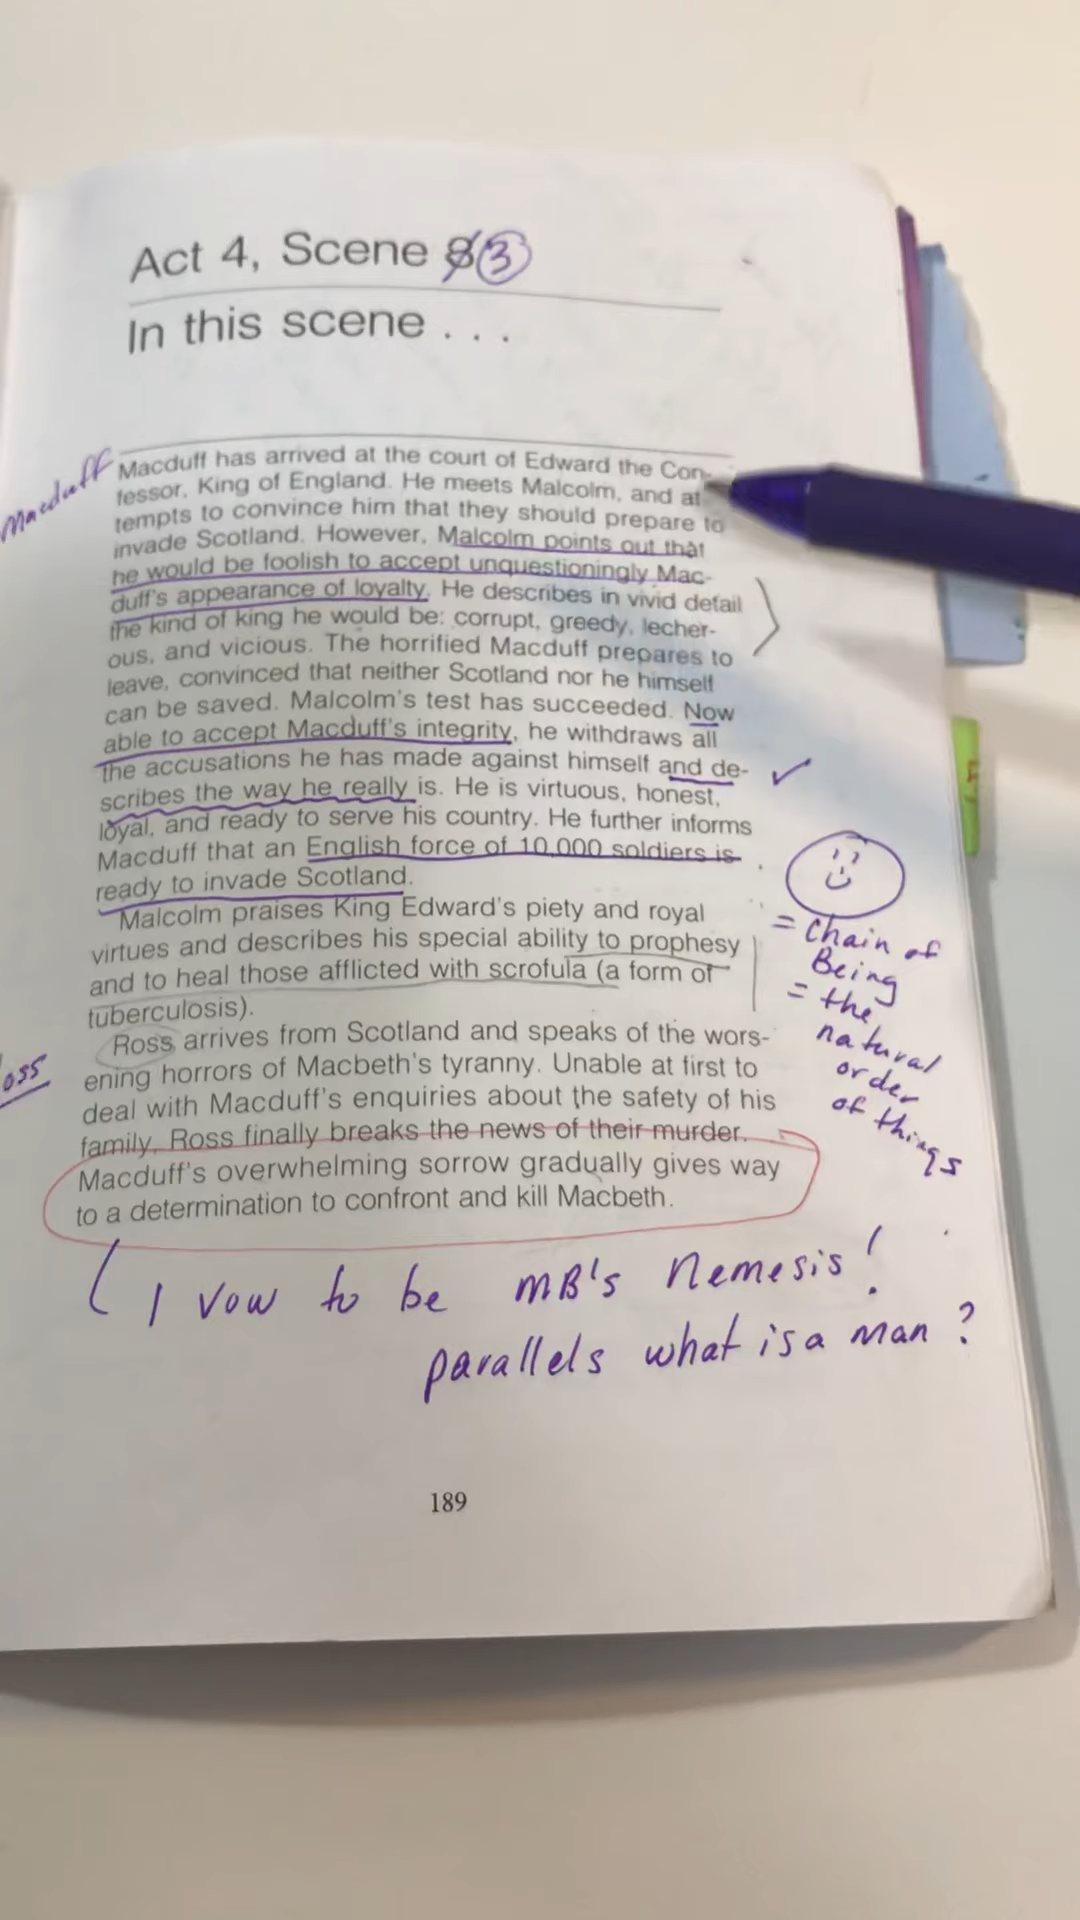 Act 4, Scene 8 3
In this scene . . .
Macduff
Macduff has arrived at the court of Edward the Con-
fessor, King of England. He meets Malcolm, and at
tempts to convince him that they should prepare to
invade Scotland. However, Malcolm points out that
he would be foolish to accept unquestioningly Mac-
duff's appearance of loyalty. He describes in vivid detail
the kind of king he would be: corrupt, greedy, lecher-
ous, and vicious. The horrified Macduff prepares to
leave, convinced that neither Scotland nor he himself
can be saved. Malcolm's test has succeeded. Now
able to accept Macduff's integrity, he withdraws all
the accusations he has made against himself and de-
scribes the way he really is. He is virtuous, honest,
loyal, and ready to serve his country. He further informs
Macduff that an English force of 10,000 soldiers is
ready to invade Scotland.
Malcolm praises King Edward's piety and royal
virtues and describes his special ability to prophesy
and to heal those afflicted with scrofula (a form of
tuberculosis).
= Chain of
Being
= the
natural
order
of things
oss
Ross arrives from Scotland and speaks of the wors-
ening horrors of Macbeth's tyranny. Unable at first to
deal with Macduff's enquiries about the safety of his
family, Ross finally breaks the news of their murder.
Macduff's overwhelming sorrow gradually gives way
to a determination to confront and kill Macbeth.
I vow to be MB's Nemesis!
parallels what is a man?
189